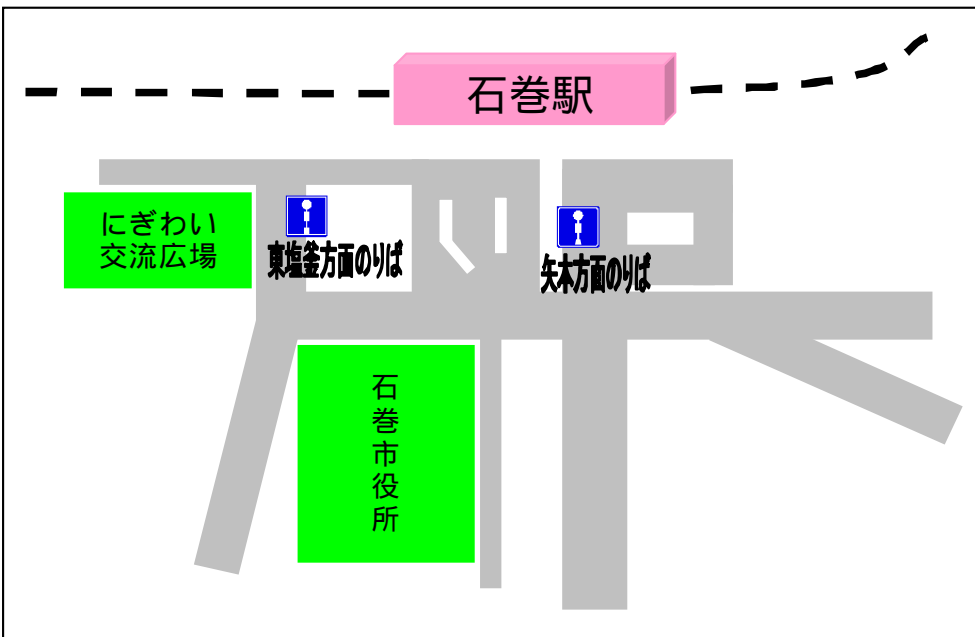 石巻駅
にぎわい
交流広場
東塩釜方面のりば
矢本方面のりば
石巻市役所